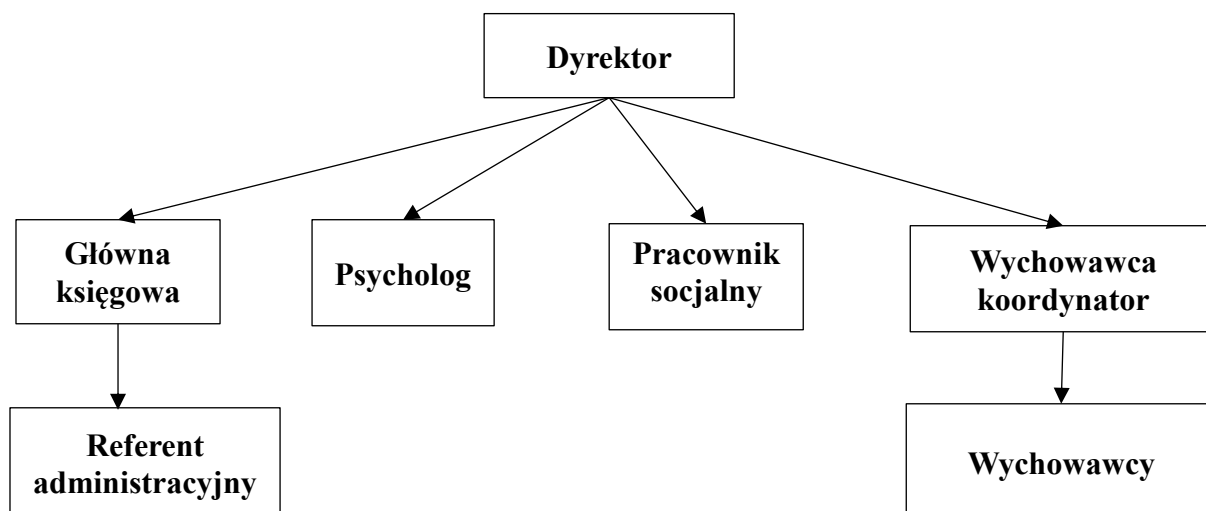 Dyrektor
Główna
księgowa
Psycholog
Pracownik
socjalny
Wychowawca
koordynator
Referent
administracyjny
Wychowawcy